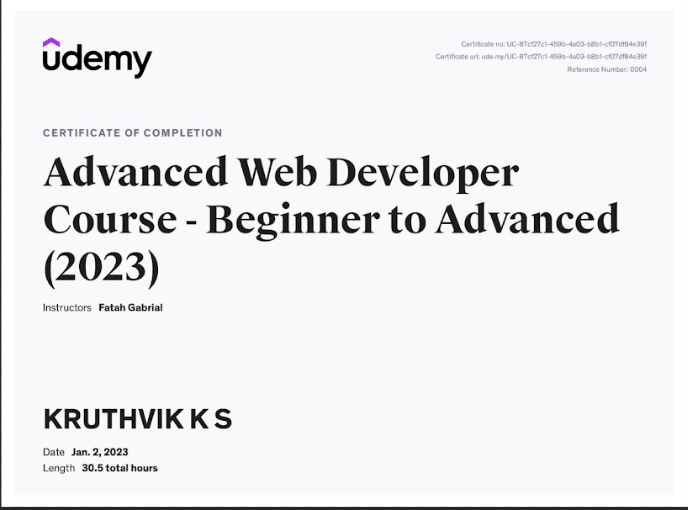 udemy
Certificate no: UC-87cf27c1-459b-4a03-b8b1-cf07df84e39f
Certificate url: ude.my/UC-87cf27c1-459b-4a03-b8b1-cf07df84e39f
Reference Number: 0004
CERTIFICATE OF COMPLETION
Advanced Web Developer
Course - Beginner to Advanced
(2023)
Instructors Fatah Gabrial
KRUTHVIK K S
Date Jan. 2, 2023
Length 30.5 total hours